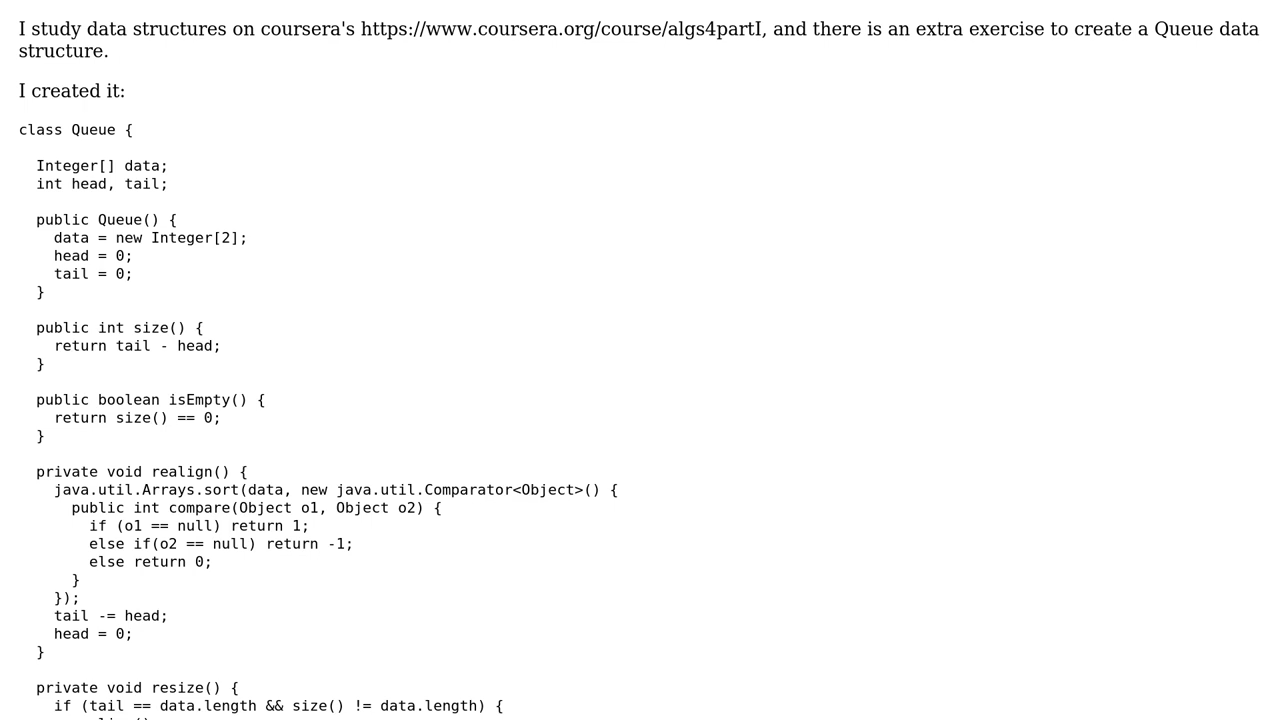 I study data structures on coursera's https://www.coursera.org/course/algs4partI, and there is an extra exercise to create a Queue data
structure.
I created it:
class Queue {
  Integer[] data;
  int head, tail;
  public Queue() {
    data = new Integer[2];
    head = 0;
    tail = 0;
  }
  public int size() {
    return tail - head;
  }
  public boolean isEmpty() {
    return size() == 0;
  }
  private void realign() {
    java.util.Arrays.sort(data, new java.util.Comparator<Object>() {
      public int compare(Object o1, Object o2) {
        if (o1 == null) return 1;
        else if(o2 == null) return -1;
        else return 0;
      }
    });
    tail -= head;
    head = 0;
  }
  private void resize() {
    if (tail == data.length && size() != data.length) {